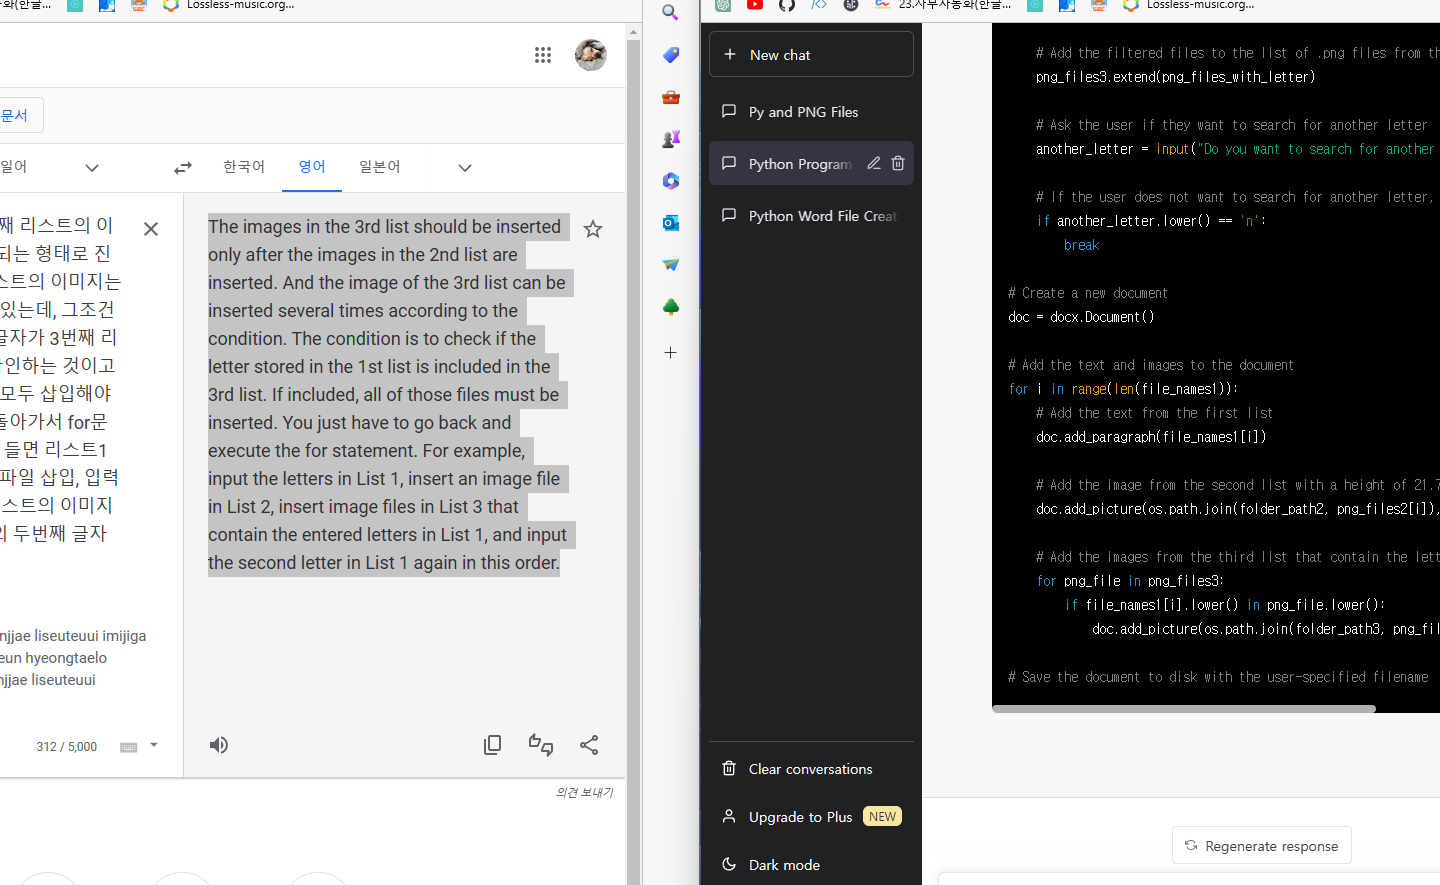 화(한글...
Lossless-music.org...
문서
일어
한국어
영어
일본어
째 리스트의 이
되는 형태로 진
스트의 이미지는
있는데, 그조건
글자가 3번째 리
확인하는 것이고
모두 삽입해야
돌아가서 for문
들면 리스트1
파일 삽입, 입력
스트의 이미지
의 두번째 글자
njjae liseuteuui imijiga
eun hyeongtaelo
njjae liseuteuui
312 / 5,000
The images in the 3rd list should be inserted
only after the images in the 2nd list are
inserted. And the image of the 3rd list can be
inserted several times according to the
condition. The condition is to check if the
letter stored in the 1st list is included in the
3rd list. If included, all of those files must be
inserted. You just have to go back and
execute the for statement. For example,
input the letters in List 1, insert an image file
in List 2, insert image files in List 3 that
contain the entered letters in List 1, and input
the second letter in List 1 again in this order.
의견 보내기
23.사무자동화(한글...
Lossless-music.org...
New chat
Py and PNG Files
Python Program
Python Word File Creat
Clear conversations
Upgrade to Plus NEW
Dark mode
# Add the filtered files to the list of .png files from th
png_files3.extend(png_files_with_letter)
# Ask the user if they want to search for another letter
another_letter = input("Do you want to search for another
# If the user does not want to search for another letter,
if another_letter.lower() == 'n':
break
# Create a new document
doc = docx.Document()
# Add the text and images to the document
for i in range(len(file_names1)):
# Add the text from the first list
doc.add_paragraph(file_names1[i])
# Add the image from the second list with a height of 21.7
doc.add_picture(os.path.join(folder_path2, png_files2[i]),
# Add the images from the third list that contain the lett
for png_file in png_files3:
if file_names1[i].lower() in png_file.lower():
doc.add_picture(os.path.join(folder_path3, png_fil
# Save the document to disk with the user-specified filename
Regenerate response